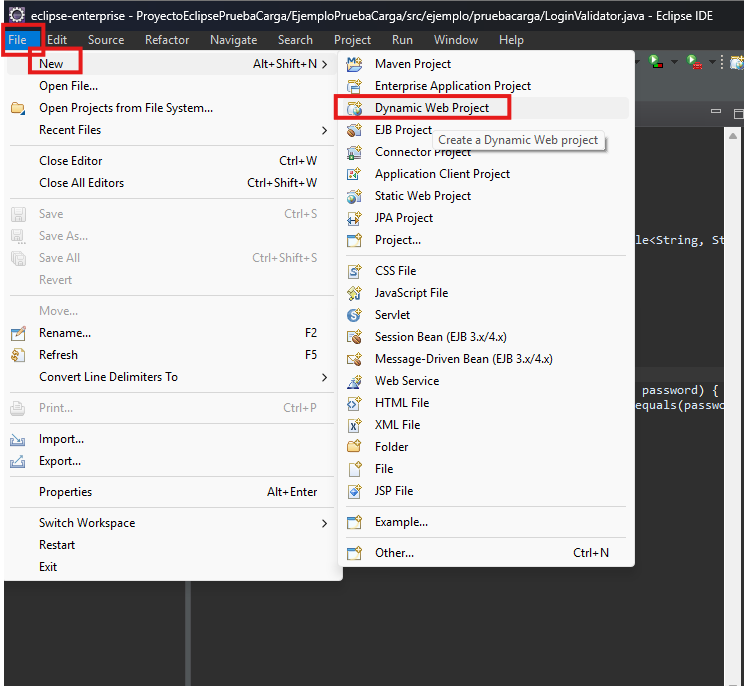 eclipse-enterprise - ProyectoEclipsePruebaCarga/EjemploPruebaCarga/src/ejemplo/pruebacarga/LoginValidator.java - Eclipse IDE
File Edit Source Refactor Navigate Search Project Run Window Help
New Alt+Shift+N >
Open File...
Open Projects from File System...
Recent Files >
Close Editor Ctrl+W
Close All Editors Ctrl+Shift+W
Save Ctrl+S
Save As...
Save All Ctrl+Shift+S
Revert
Move...
Rename... F2
Refresh F5
Convert Line Delimiters To >
Print... Ctrl+P
Import...
Export...
Properties Alt+Enter
Switch Workspace >
Restart
Exit
Maven Project
Enterprise Application Project
Dynamic Web Project
EJB Project
Create a Dynamic Web project
Connector Project
Application Client Project
Static Web Project
JPA Project
Project...
CSS File
JavaScript File
Servlet
Session Bean (EJB 3.x/4.x)
Message-Driven Bean (EJB 3.x/4.x)
Web Service
HTML File
XML File
Folder
File
JSP File
Example...
Other... Ctrl+N
le<String, St
password) {
equals(passwo